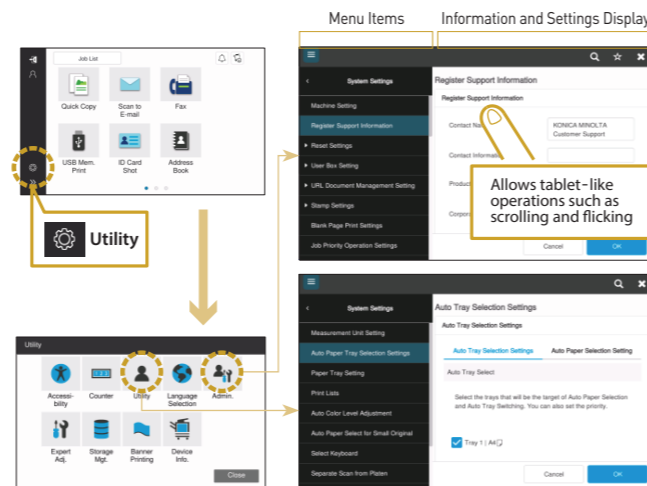 Menu Items
Information and Settings Display
Job List
Quick Copy
Scan to
E-mail
Fax
USB Mem.
Print
ID Card
Shot
Address
Book
Utility
System Settings
Machine Setting
Register Support Information
Reset Settings
User Box Setting
URL Document Management Setting
Stamp Settings
Blank Page Print Settings
Job Priority Operation Settings
Register Support Information
Register Support Information
Contact Na
KONICA MINOLTA
Customer Support
Contact Information
Product
Corpor
Allows tablet-like
operations such as
scrolling and flicking
Cancel
OK
Utility
Accessi-
bility
Counter
Utility
Language
Selection
Admin.
Expert
Adj.
Storage
Mgt.
Banner
Printing
Device
Info.
Close
System Settings
Measurement Unit Setting
Auto Paper Tray Selection Settings
Paper Tray Setting
Print Lists
Auto Color Level Adjustment
Auto Paper Select for Small Original
Select Keyboard
Separate Scan from Platen
Auto Tray Selection Settings
Auto Tray Selection Settings
Auto Tray Selection Settings
Auto Paper Selection Setting
Auto Tray Select
Select the trays that will be the target of Auto Paper Selection
and Auto Tray Switching. You can also set the priority.
Tray 1 | A4
Cancel
OK